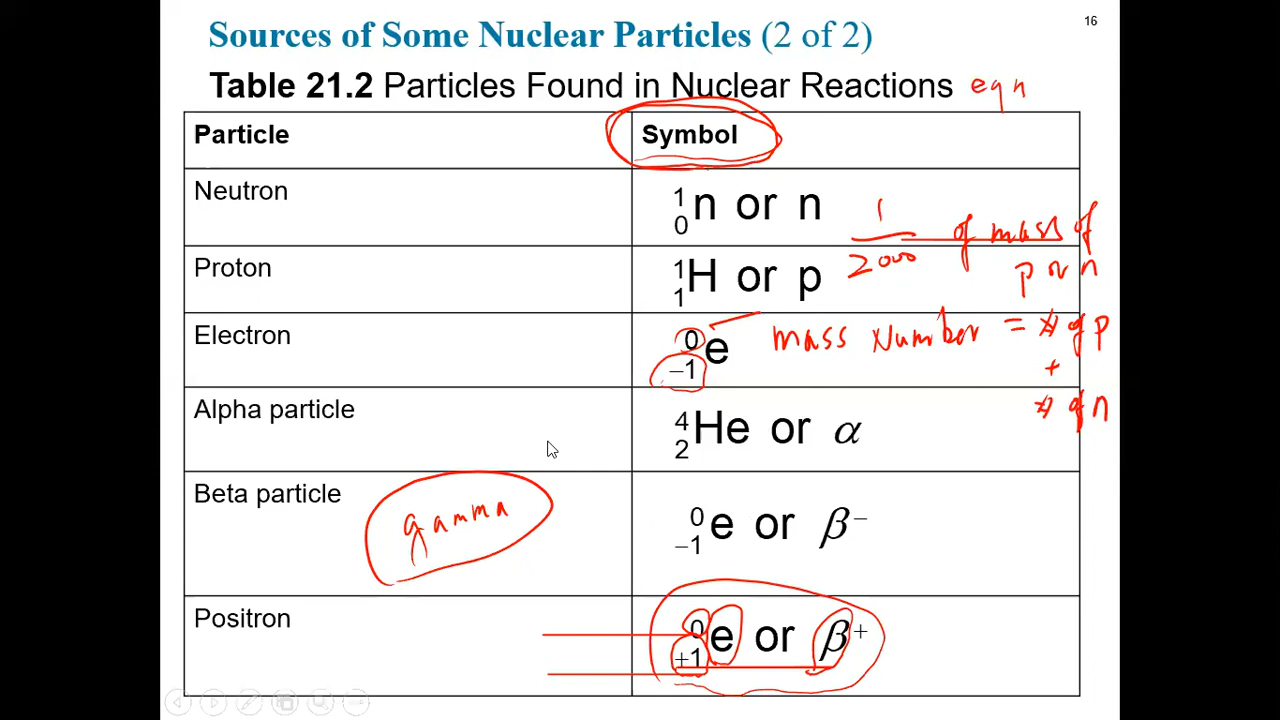 16
Sources of Some Nuclear Particles (2 of 2)
Table 21.2 Particles Found in Nuclear Reactions eqn
Particle Symbol
Neutron ¹₀n or n
1/2000 of mass of
p or n
Proton ¹₁H or p
Electron ⁰₋₁e
mass number = # of p
+
# of n
Alpha particle ⁴₂He or α
Beta particle ⁰₋₁e or β⁻
gamma
Positron ⁰₊₁e or β⁺